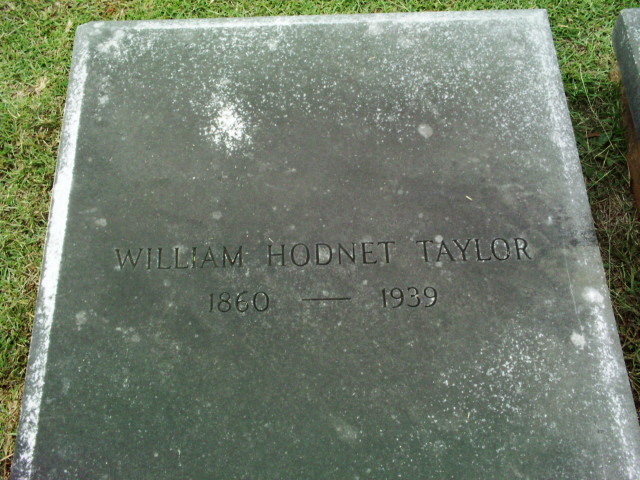 WILLIAM HODNET TAYLOR
1860 — 1939